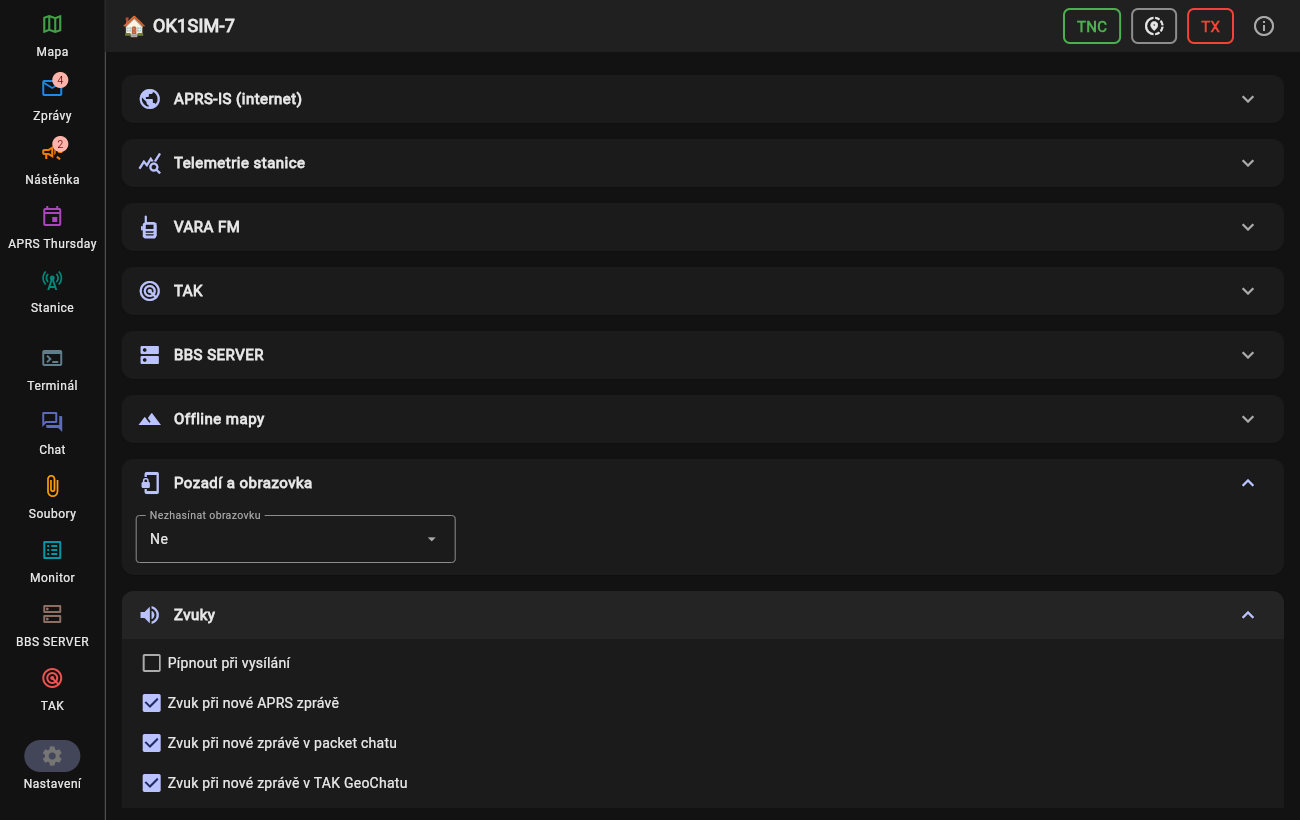 OK1SIM-7
TNC
TX
Mapa
4
Zprávy
2
Nástěnka
APRS Thursday
Stanice
Terminál
Chat
Soubory
Monitor
BBS SERVER
TAK
Nastavení
APRS-IS (internet)
Telemetrie stanice
VARA FM
TAK
BBS SERVER
Offline mapy
Pozadí a obrazovka
Nezhasínat obrazovku
Ne
Zvuky
Pípnout při vysílání
Zvuk při nové APRS zprávě
Zvuk při nové zprávě v packet chatu
Zvuk při nové zprávě v TAK GeoChatu